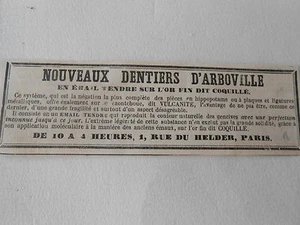 NOUVEAUX DENTIERS D'ARBOVILLE
EN ÉMAIL TENDRE SUR L'OR FIN DIT COQUILLÉ.
Ce système, qui est la négation la plus complète des pièces en hippopotame ou à plaques et ligatures
métalliques, offre également sur le caoutchouc, dit VULCANITE, l'avantage de ne pas être, comme ce
dernier, d'une grande fragilité et surtout d'un aspect désagréable.
Il consiste en un EMAIL TENDRE qui reproduit la couleur naturelle des gencives avec une perfection
inconnue jusqu'à ce jour. L'extrême légèreté de cette substance n'en exclut pas la grande solidité, grâce à
son application moléculaire à la manière des anciens émaux, sur l'or fin dit COQUILLÉ.
DE 10 A 4 HEURES, 1, RUE DU HELDER, PARIS.